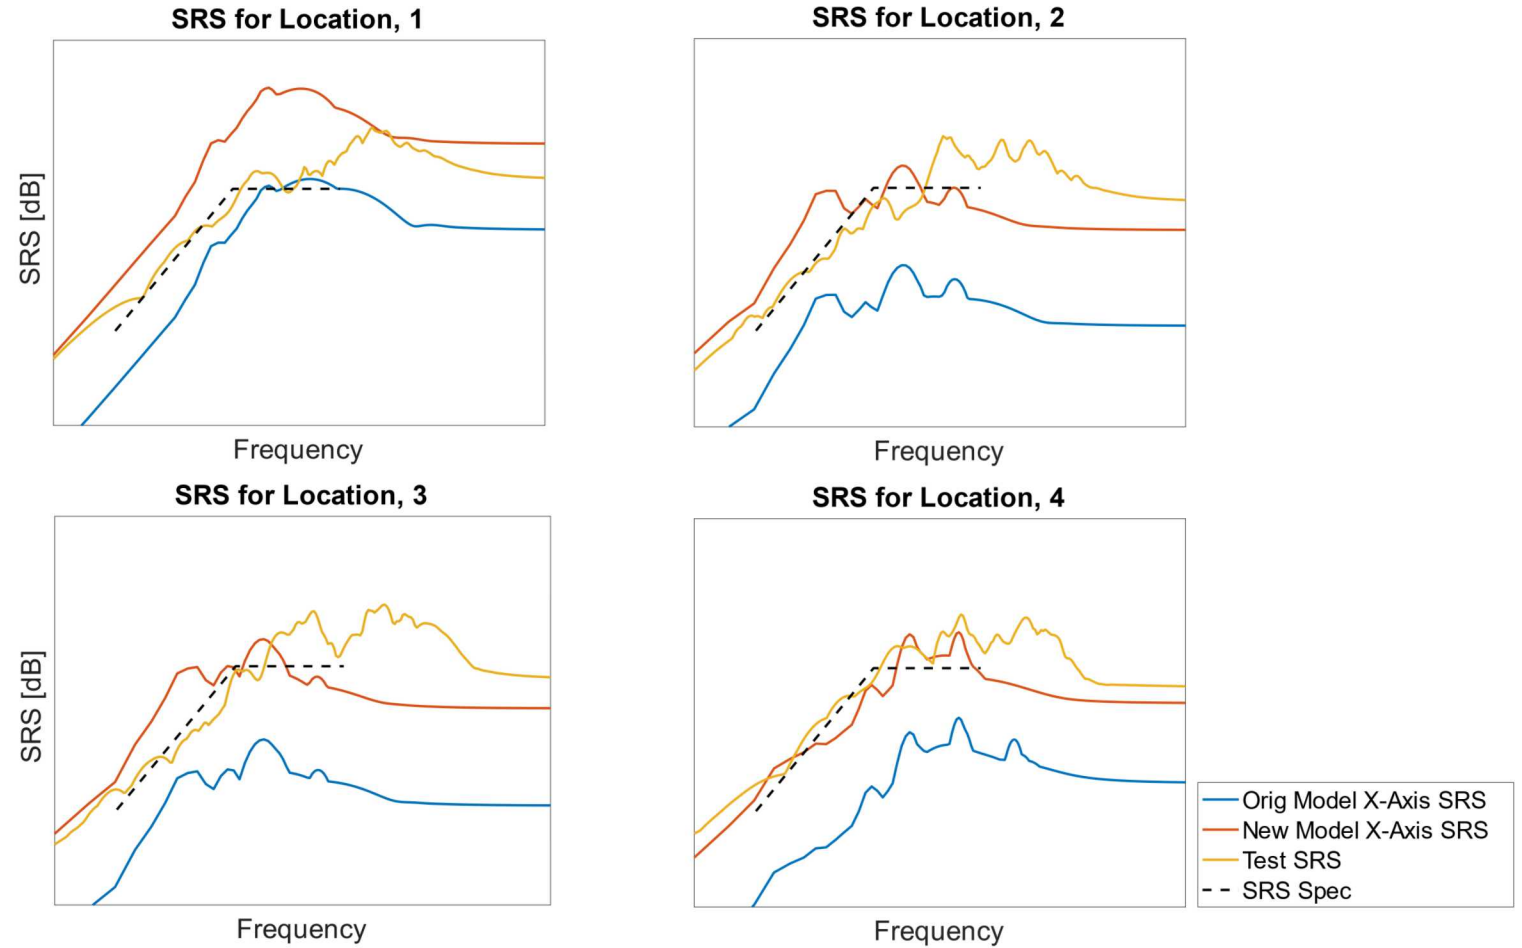 SRS for Location, 1
SRS [dB]
Frequency
SRS for Location, 2
Frequency
SRS for Location, 3
SRS [dB]
Frequency
SRS for Location, 4
Frequency
Orig Model X-Axis SRS
New Model X-Axis SRS
Test SRS
SRS Spec